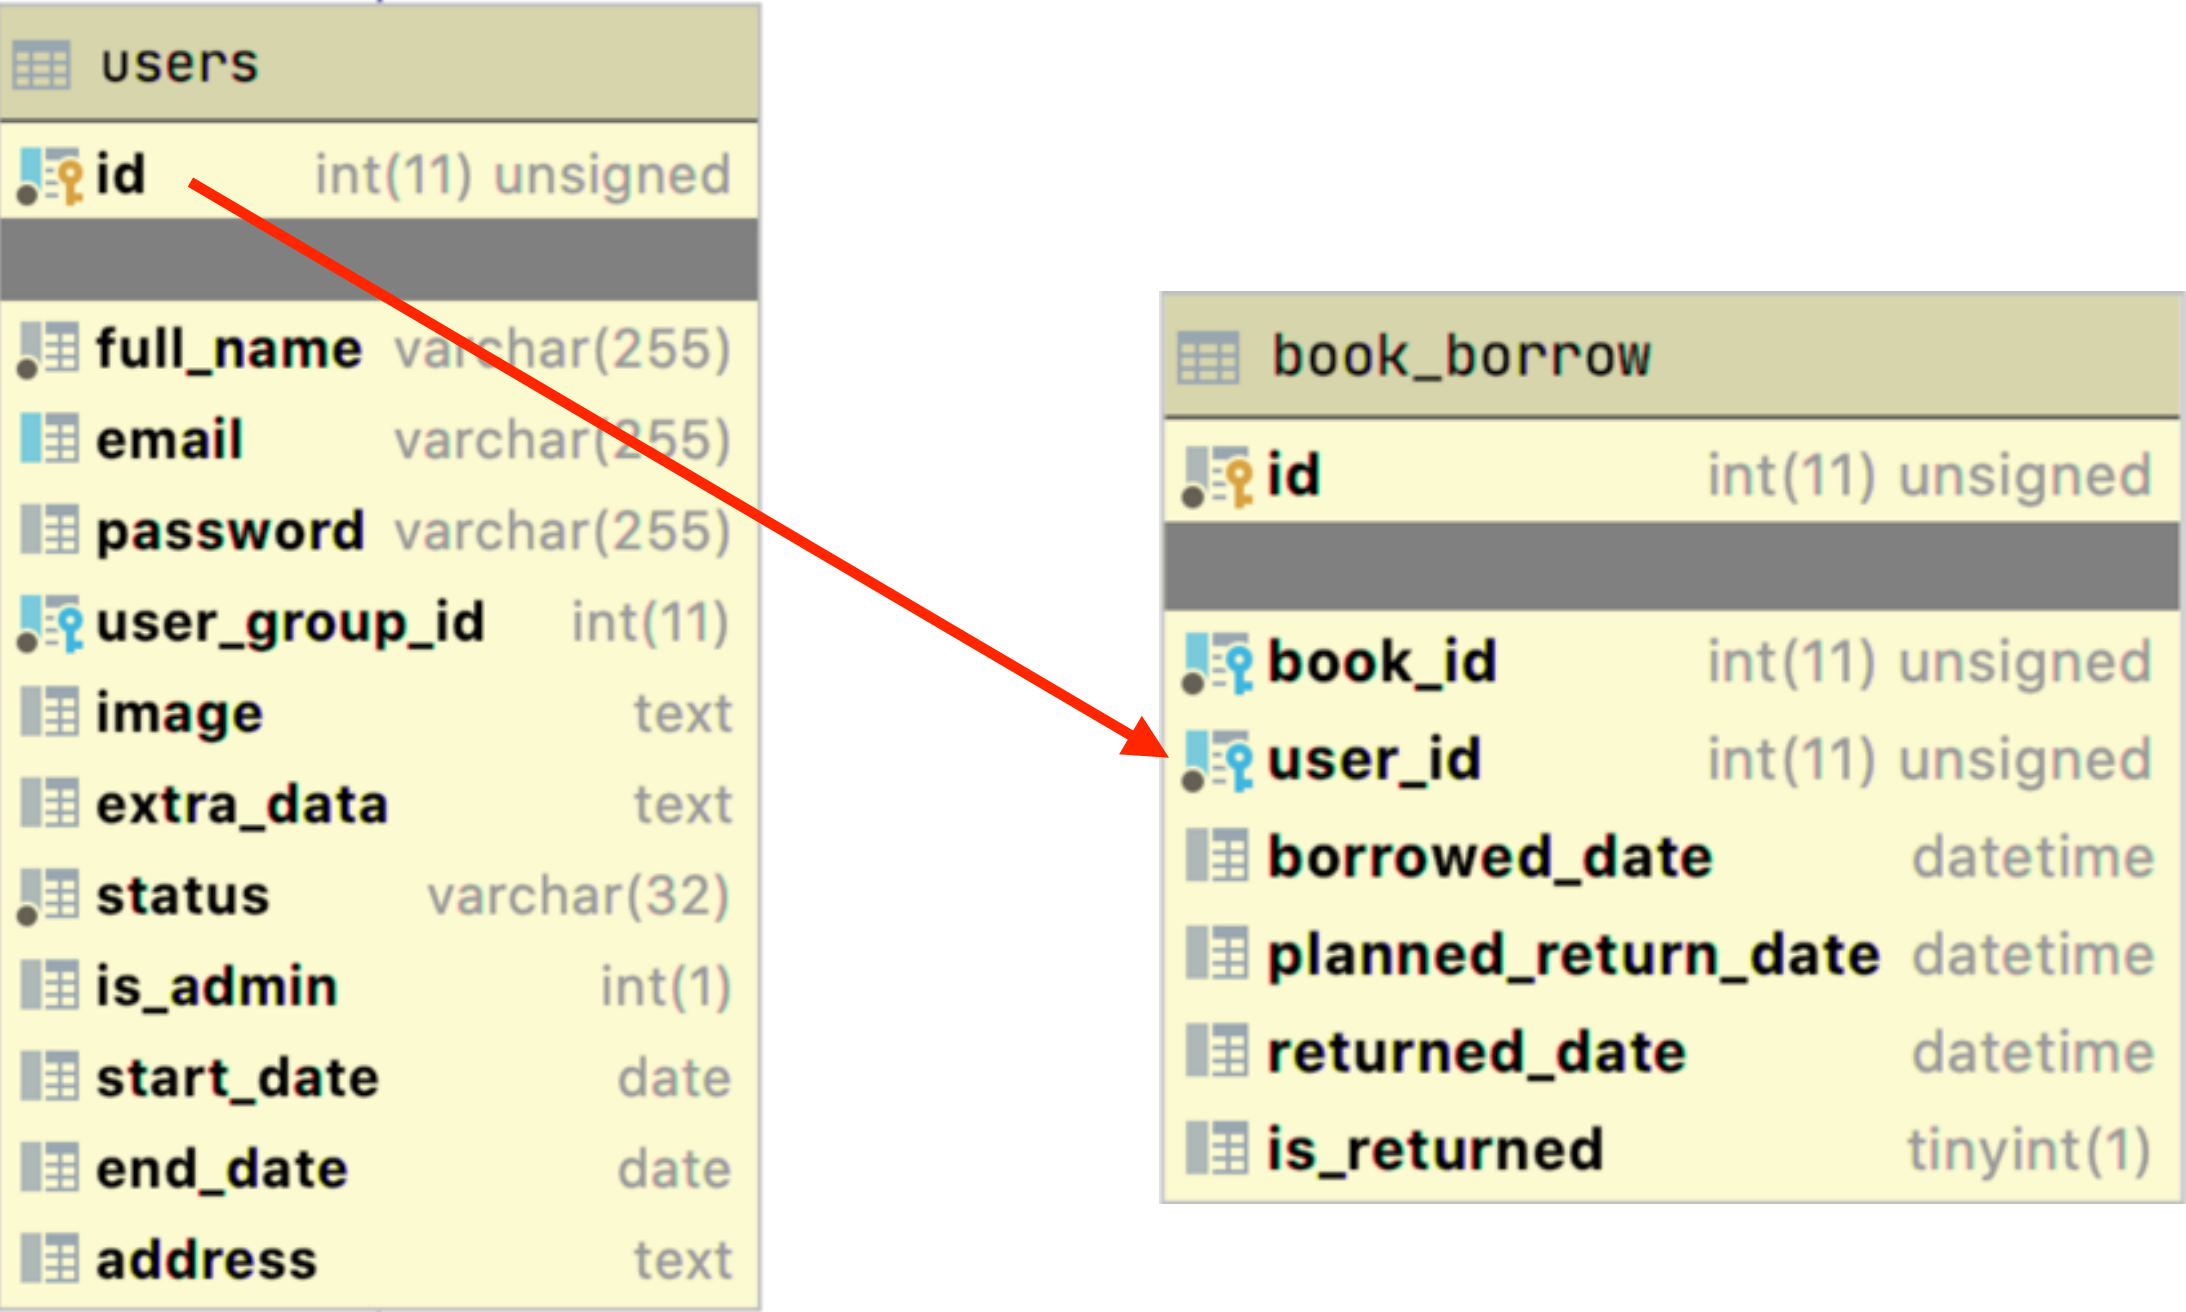 users
id int(11) unsigned
full_name varchar(255)
email varchar(255)
password varchar(255)
user_group_id int(11)
image text
extra_data text
status varchar(32)
is_admin int(1)
start_date date
end_date date
address text
book_borrow
id int(11) unsigned
book_id int(11) unsigned
user_id int(11) unsigned
borrowed_date datetime
planned_return_date datetime
returned_date datetime
is_returned tinyint(1)